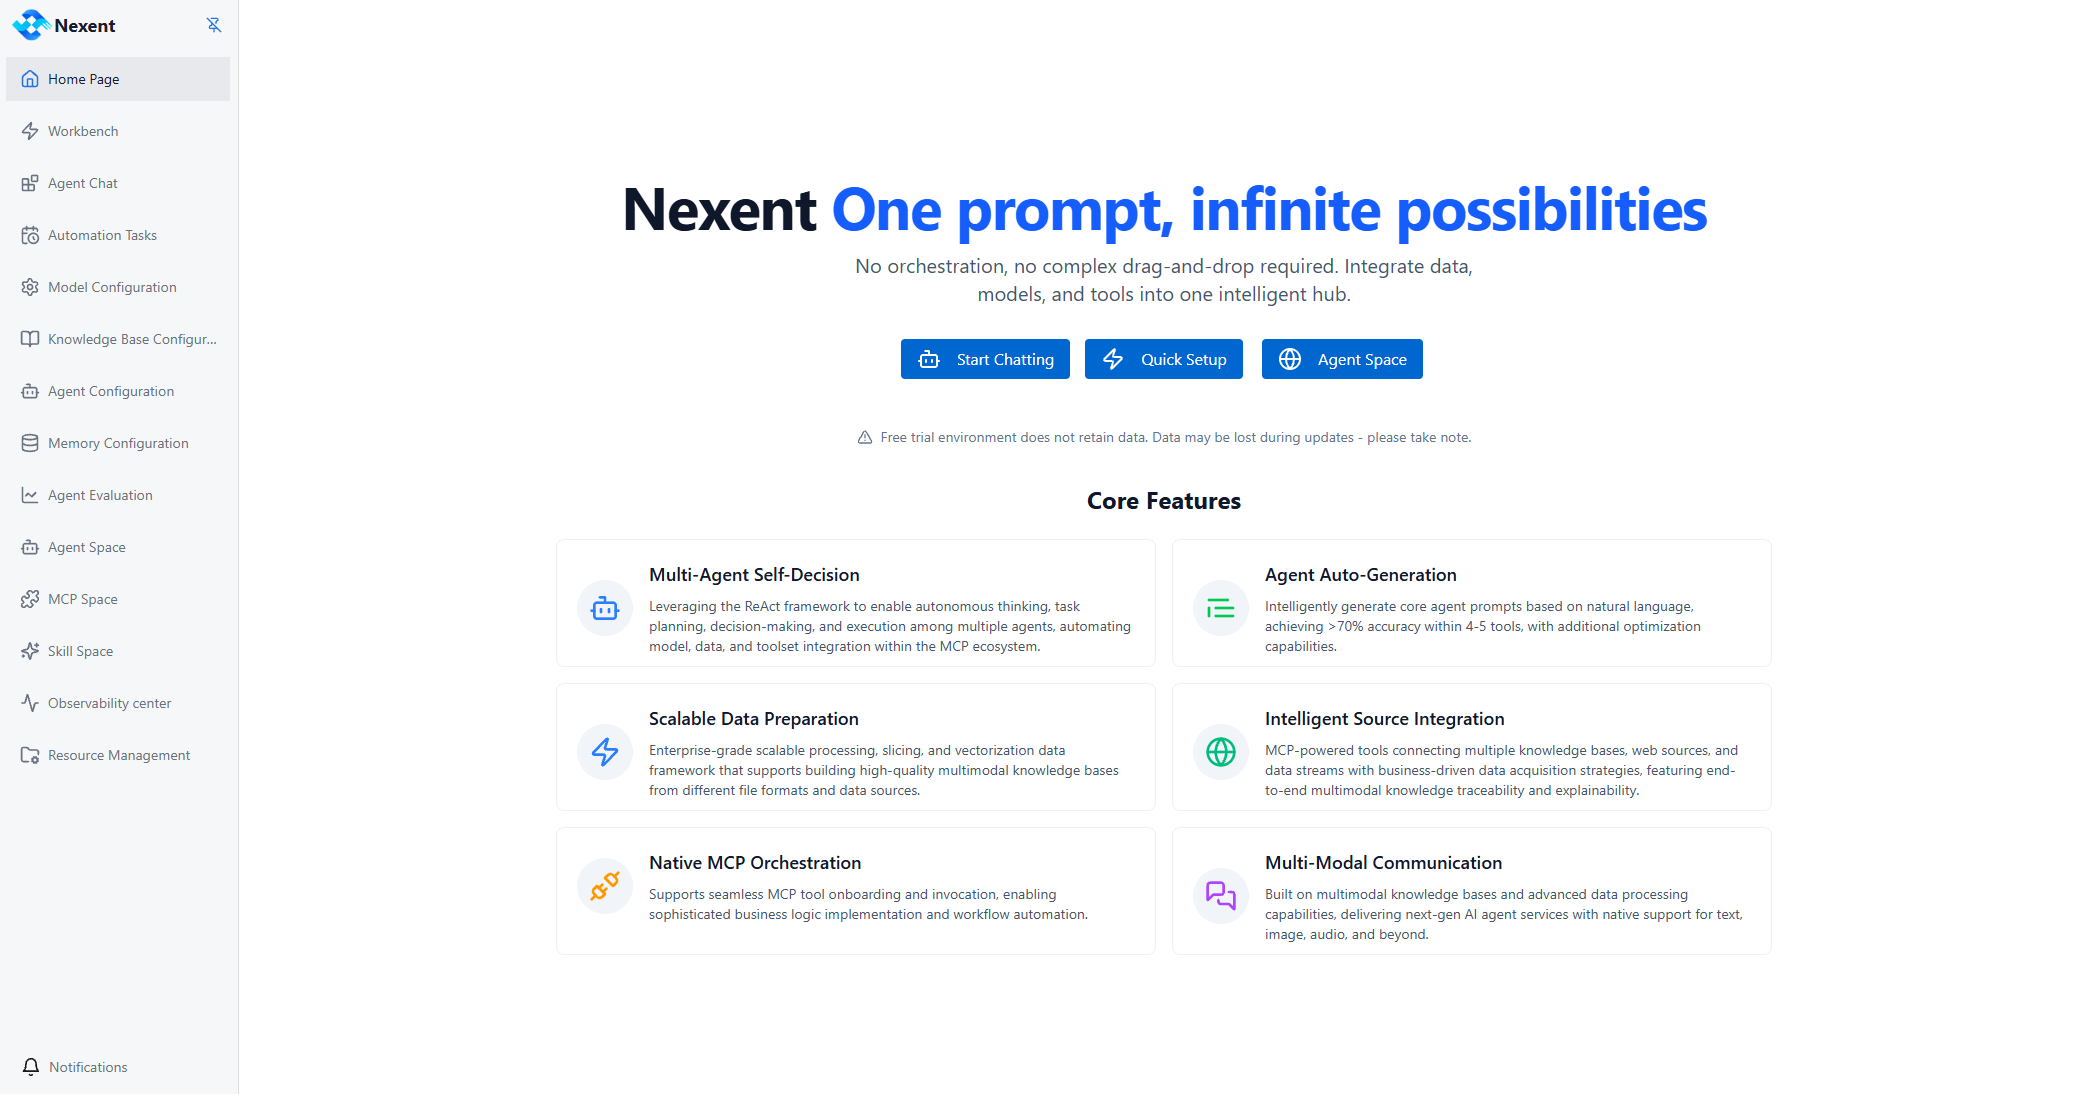 Nexent
Home Page
Workbench
Agent Chat
Automation Tasks
Model Configuration
Knowledge Base Configur...
Agent Configuration
Memory Configuration
Agent Evaluation
Agent Space
MCP Space
Skill Space
Observability center
Resource Management
Notifications
Nexent One prompt, infinite possibilities
No orchestration, no complex drag-and-drop required. Integrate data,
models, and tools into one intelligent hub.
Start Chatting
Quick Setup
Agent Space
Free trial environment does not retain data. Data may be lost during updates - please take note.
Core Features
Multi-Agent Self-Decision
Leveraging the ReAct framework to enable autonomous thinking, task
planning, decision-making, and execution among multiple agents, automating
model, data, and toolset integration within the MCP ecosystem.
Agent Auto-Generation
Intelligently generate core agent prompts based on natural language,
achieving >70% accuracy within 4-5 tools, with additional optimization
capabilities.
Scalable Data Preparation
Enterprise-grade scalable processing, slicing, and vectorization data
framework that supports building high-quality multimodal knowledge bases
from different file formats and data sources.
Intelligent Source Integration
MCP-powered tools connecting multiple knowledge bases, web sources, and
data streams with business-driven data acquisition strategies, featuring end-
to-end multimodal knowledge traceability and explainability.
Native MCP Orchestration
Supports seamless MCP tool onboarding and invocation, enabling
sophisticated business logic implementation and workflow automation.
Multi-Modal Communication
Built on multimodal knowledge bases and advanced data processing
capabilities, delivering next-gen AI agent services with native support for text,
image, audio, and beyond.